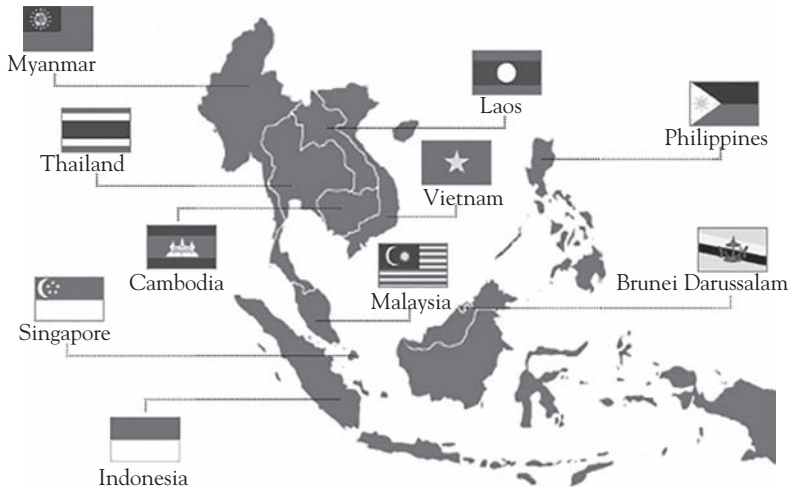 Myanmar
Laos
Philippines
Thailand
Vietnam
Cambodia
Brunei Darussalam
Malaysia
Singapore
Indonesia